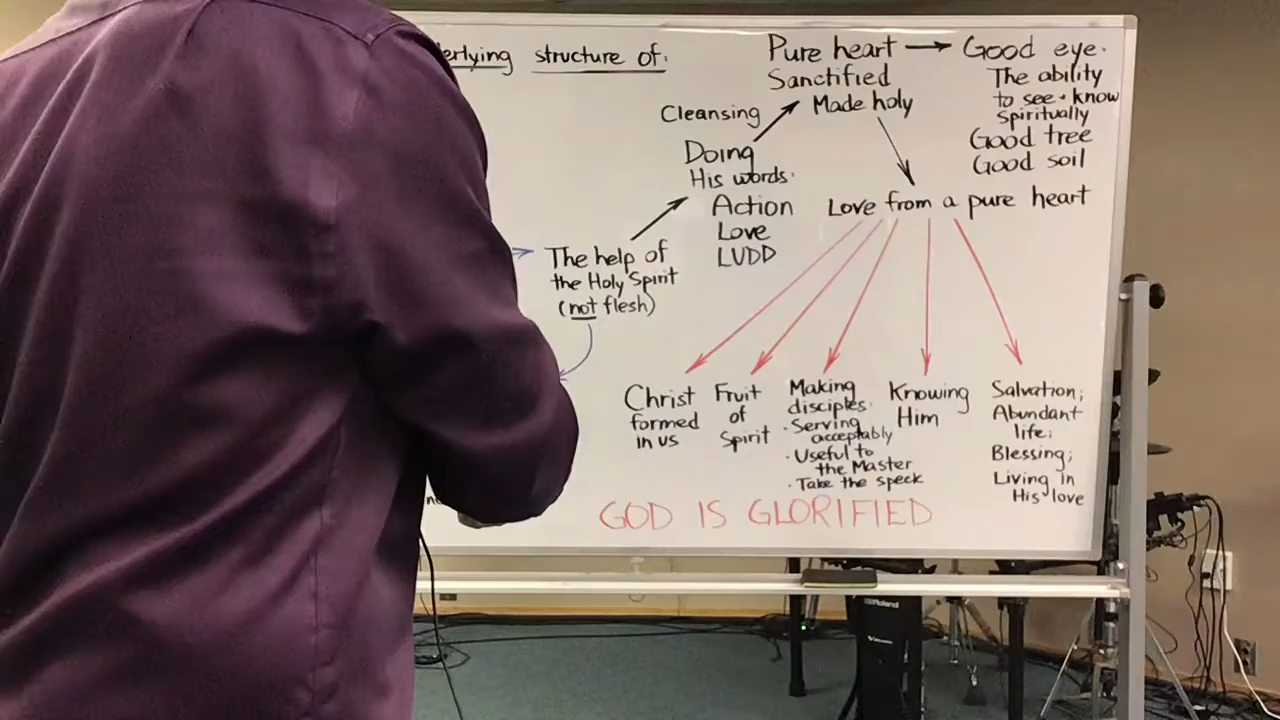 structure of:
Pure heart → Good eye.
Sanctified
Made holy
The ability
to see + know
spiritually
Good tree
Good soil
Cleansing
Doing
His words.
Action
Love
LUDD
Love from a pure heart
The help of
the Holy Spirit
(not flesh)
Christ
formed
in us
Fruit
of
Spirit
Making
disciples.
· Serving
acceptably
· Useful to
the Master
· Take the speck
Knowing
Him
Salvation;
Abundant
life;
Blessing;
Living in
His love
GOD IS GLORIFIED
Roland